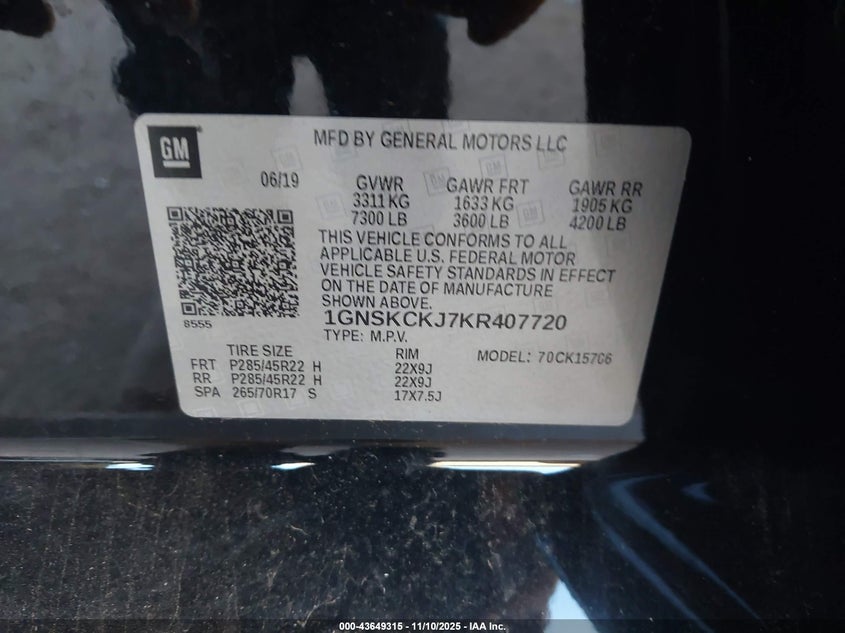 GM
MFD BY GENERAL MOTORS LLC
06/19 GVWR GAWR FRT GAWR RR
3311 KG 1633 KG 1905 KG
7300 LB 3600 LB 4200 LB
THIS VEHICLE CONFORMS TO ALL
APPLICABLE U.S. FEDERAL MOTOR
VEHICLE SAFETY STANDARDS IN EFFECT
ON THE DATE OF MANUFACTURE
SHOWN ABOVE.
8555
1GNSKCKJ7KR407720
TYPE: M.P.V.
TIRE SIZE RIM MODEL: 70CK15706
FRT P285/45R22 H 22X9J
RR P285/45R22 H 22X9J
SPA 265/70R17 S 17X7.5J
000-43649315 - 11/10/2025 - IAA Inc.